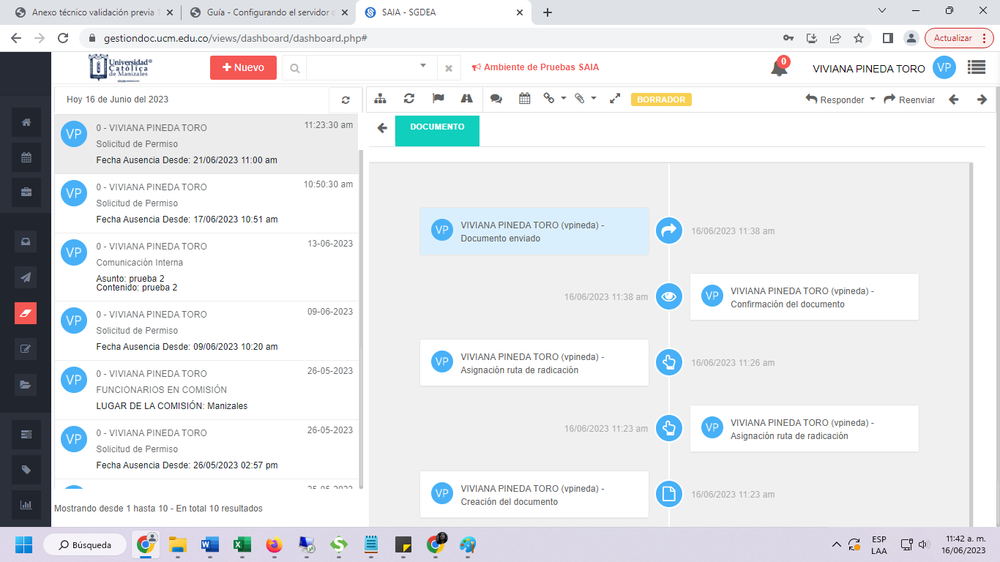 Anexo técnico validación previa 1
Guía - Configurando el servidor d
SAIA - SGDEA
gestiondoc.ucm.edu.co/views/dashboard/dashboard.php#
Actualizar
Universidad
Católica
de Manizales
Nuevo
Ambiente de Pruebas SAIA
0
VIVIANA PINEDA TORO
VP
Hoy 16 de Junio del 2023
BORRADOR
Responder
Reenviar
DOCUMENTO
VP
0 - VIVIANA PINEDA TORO
11:23:30 am
Solicitud de Permiso
Fecha Ausencia Desde: 21/06/2023 11:00 am
VP
0 - VIVIANA PINEDA TORO
10:50:30 am
Solicitud de Permiso
Fecha Ausencia Desde: 17/06/2023 10:51 am
VP
0 - VIVIANA PINEDA TORO
13-06-2023
Comunicación Interna
Asunto: prueba 2
Contenido: prueba 2
VP
0 - VIVIANA PINEDA TORO
09-06-2023
Solicitud de Permiso
Fecha Ausencia Desde: 09/06/2023 10:20 am
VP
0 - VIVIANA PINEDA TORO
26-05-2023
FUNCIONARIOS EN COMISIÓN
LUGAR DE LA COMISIÓN: Manizales
VP
0 - VIVIANA PINEDA TORO
26-05-2023
Solicitud de Permiso
Fecha Ausencia Desde: 26/05/2023 02:57 pm
Mostrando desde 1 hasta 10 - En total 10 resultados
VP
VIVIANA PINEDA TORO (vpineda) -
Documento enviado
16/06/2023 11:38 am
16/06/2023 11:38 am
VP
VIVIANA PINEDA TORO (vpineda) -
Confirmación del documento
VP
VIVIANA PINEDA TORO (vpineda) -
Asignación ruta de radicación
16/06/2023 11:26 am
16/06/2023 11:23 am
VP
VIVIANA PINEDA TORO (vpineda) -
Asignación ruta de radicación
VP
VIVIANA PINEDA TORO (vpineda) -
Creación del documento
16/06/2023 11:23 am
Búsqueda
ESP
LAA
11:42 a. m.
16/06/2023